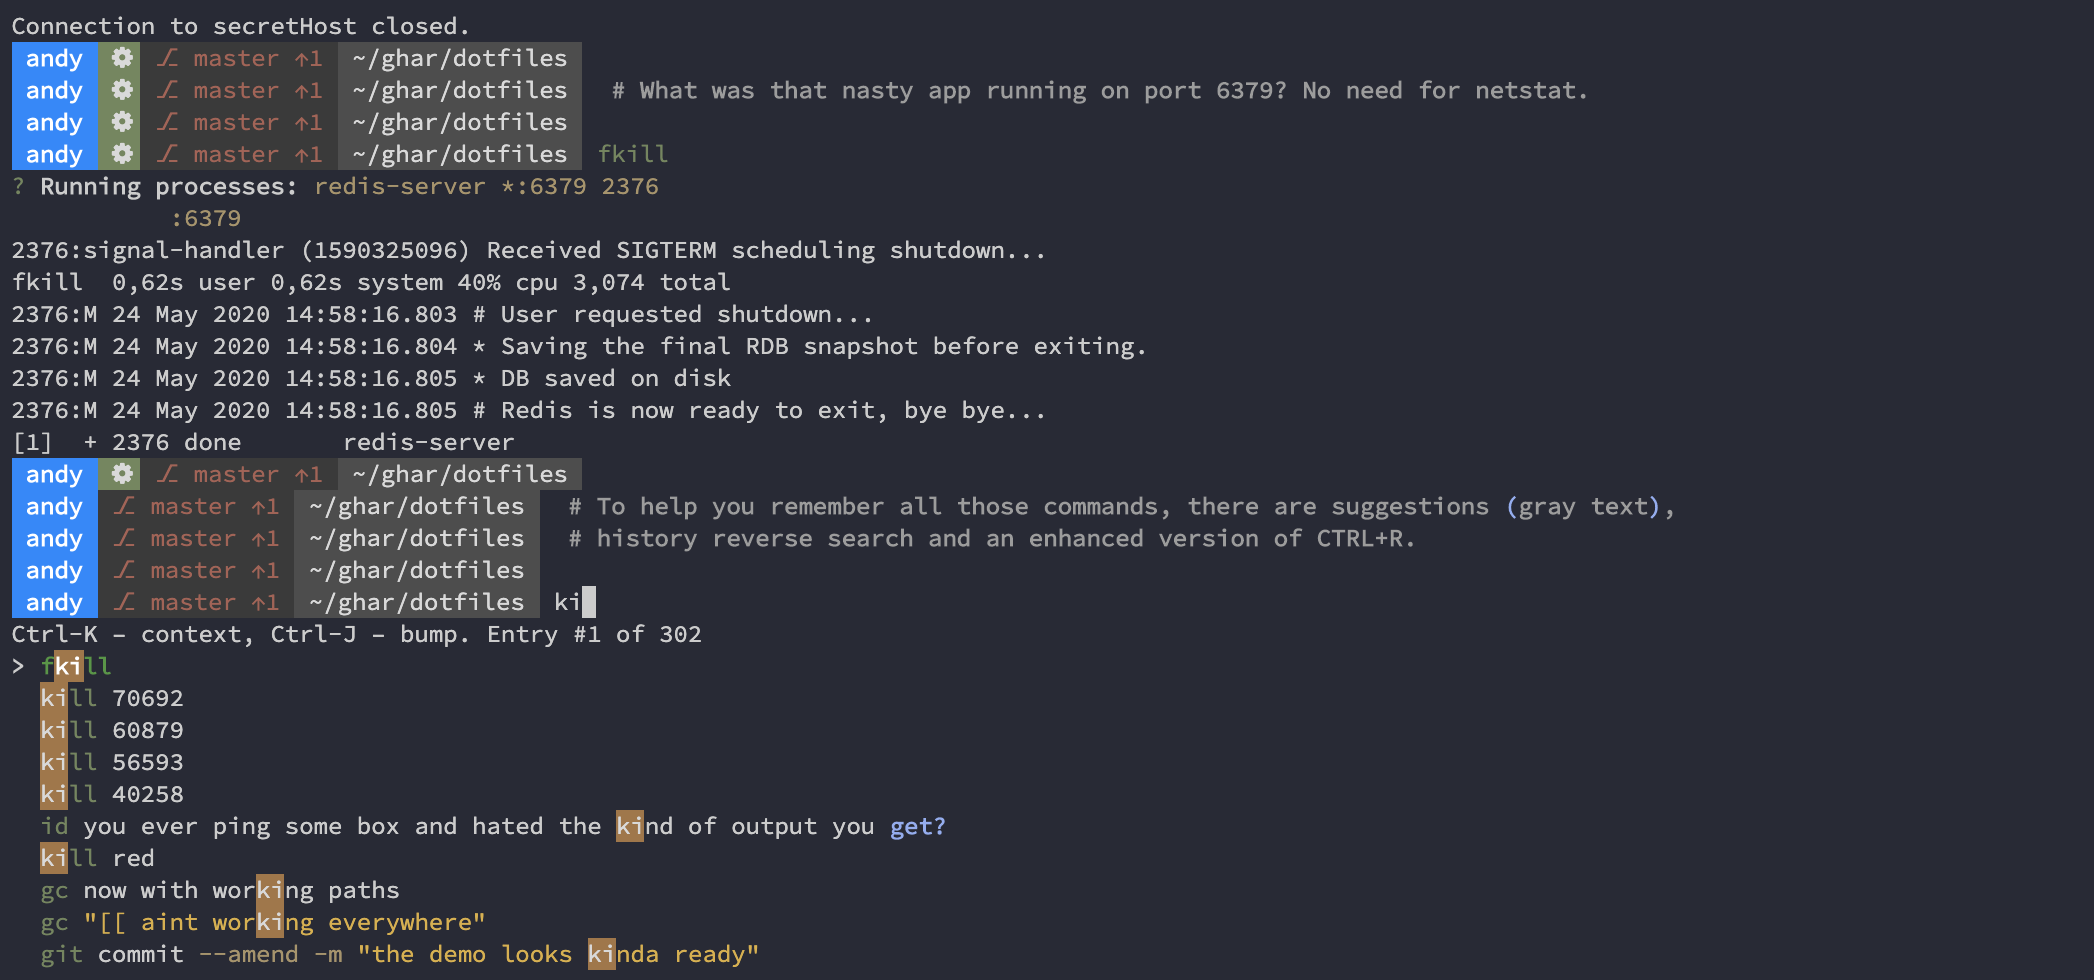 Connection to secretHost closed.
andy ⚙ ⎇ master ↑1 ~/ghar/dotfiles
andy ⚙ ⎇ master ↑1 ~/ghar/dotfiles # What was that nasty app running on port 6379? No need for netstat.
andy ⚙ ⎇ master ↑1 ~/ghar/dotfiles
andy ⚙ ⎇ master ↑1 ~/ghar/dotfiles fkill
? Running processes: redis-server *:6379 2376
:6379
2376:signal-handler (1590325096) Received SIGTERM scheduling shutdown...
fkill  0,62s user 0,62s system 40% cpu 3,074 total
2376:M 24 May 2020 14:58:16.803 # User requested shutdown...
2376:M 24 May 2020 14:58:16.804 * Saving the final RDB snapshot before exiting.
2376:M 24 May 2020 14:58:16.805 * DB saved on disk
2376:M 24 May 2020 14:58:16.805 # Redis is now ready to exit, bye bye...
[1]  + 2376 done       redis-server
andy ⚙ ⎇ master ↑1 ~/ghar/dotfiles
andy ⎇ master ↑1 ~/ghar/dotfiles # To help you remember all those commands, there are suggestions (gray text),
andy ⎇ master ↑1 ~/ghar/dotfiles # history reverse search and an enhanced version of CTRL+R.
andy ⎇ master ↑1 ~/ghar/dotfiles
andy ⎇ master ↑1 ~/ghar/dotfiles ki
Ctrl-K – context, Ctrl-J – bump. Entry #1 of 302
> fkill
kill 70692
kill 60879
kill 56593
kill 40258
id you ever ping some box and hated the kind of output you get?
kill red
gc now with working paths
gc "[[ aint working everywhere"
git commit --amend -m "the demo looks kinda ready"